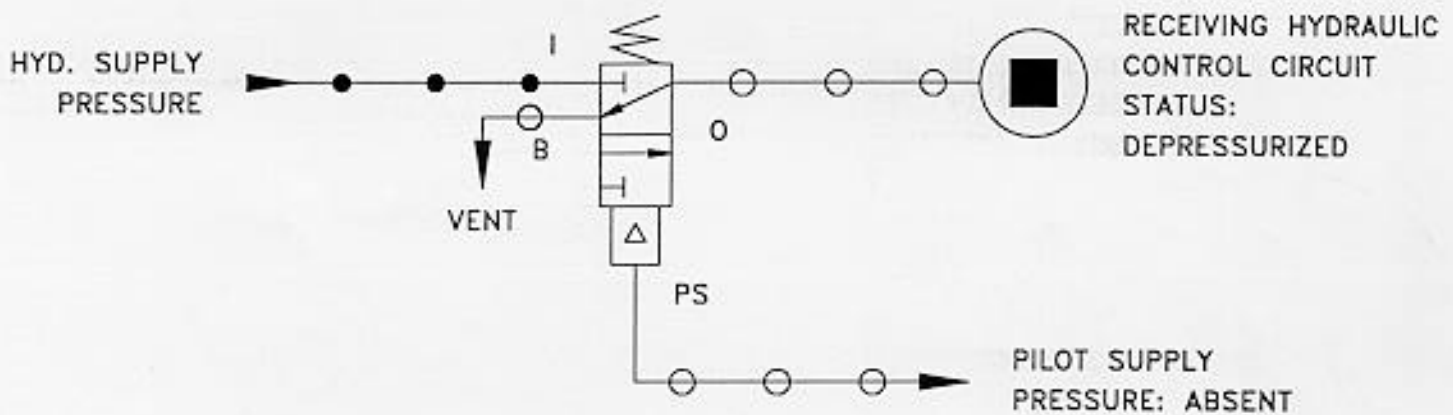 HYD. SUPPLY
PRESSURE
I
B
VENT
O
PS
RECEIVING HYDRAULIC
CONTROL CIRCUIT
STATUS:
DEPRESSURIZED
PILOT SUPPLY
PRESSURE: ABSENT